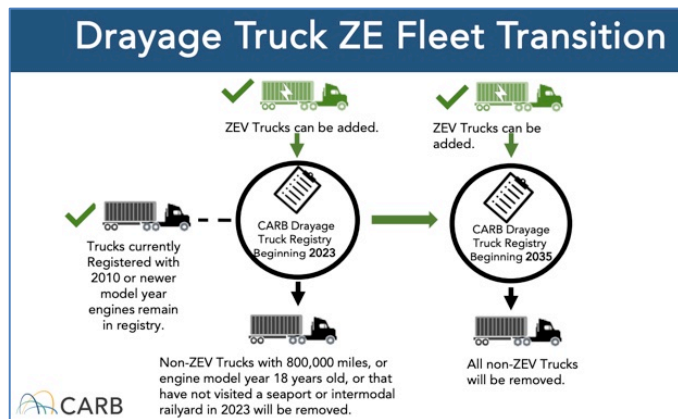 Drayage Truck ZE Fleet Transition
ZEV Trucks can be added.
ZEV Trucks can be
added.
CARB Drayage
Truck Registry
Beginning 2023
CARB Drayage
Truck Registry
Beginning 2035
Trucks currently
Registered with
2010 or newer
model year
engines remain
in registry.
Non-ZEV Trucks with 800,000 miles, or
engine model year 18 years old, or that
have not visited a seaport or intermodal
railyard in 2023 will be removed.
All non-ZEV Trucks
will be removed.
CARB